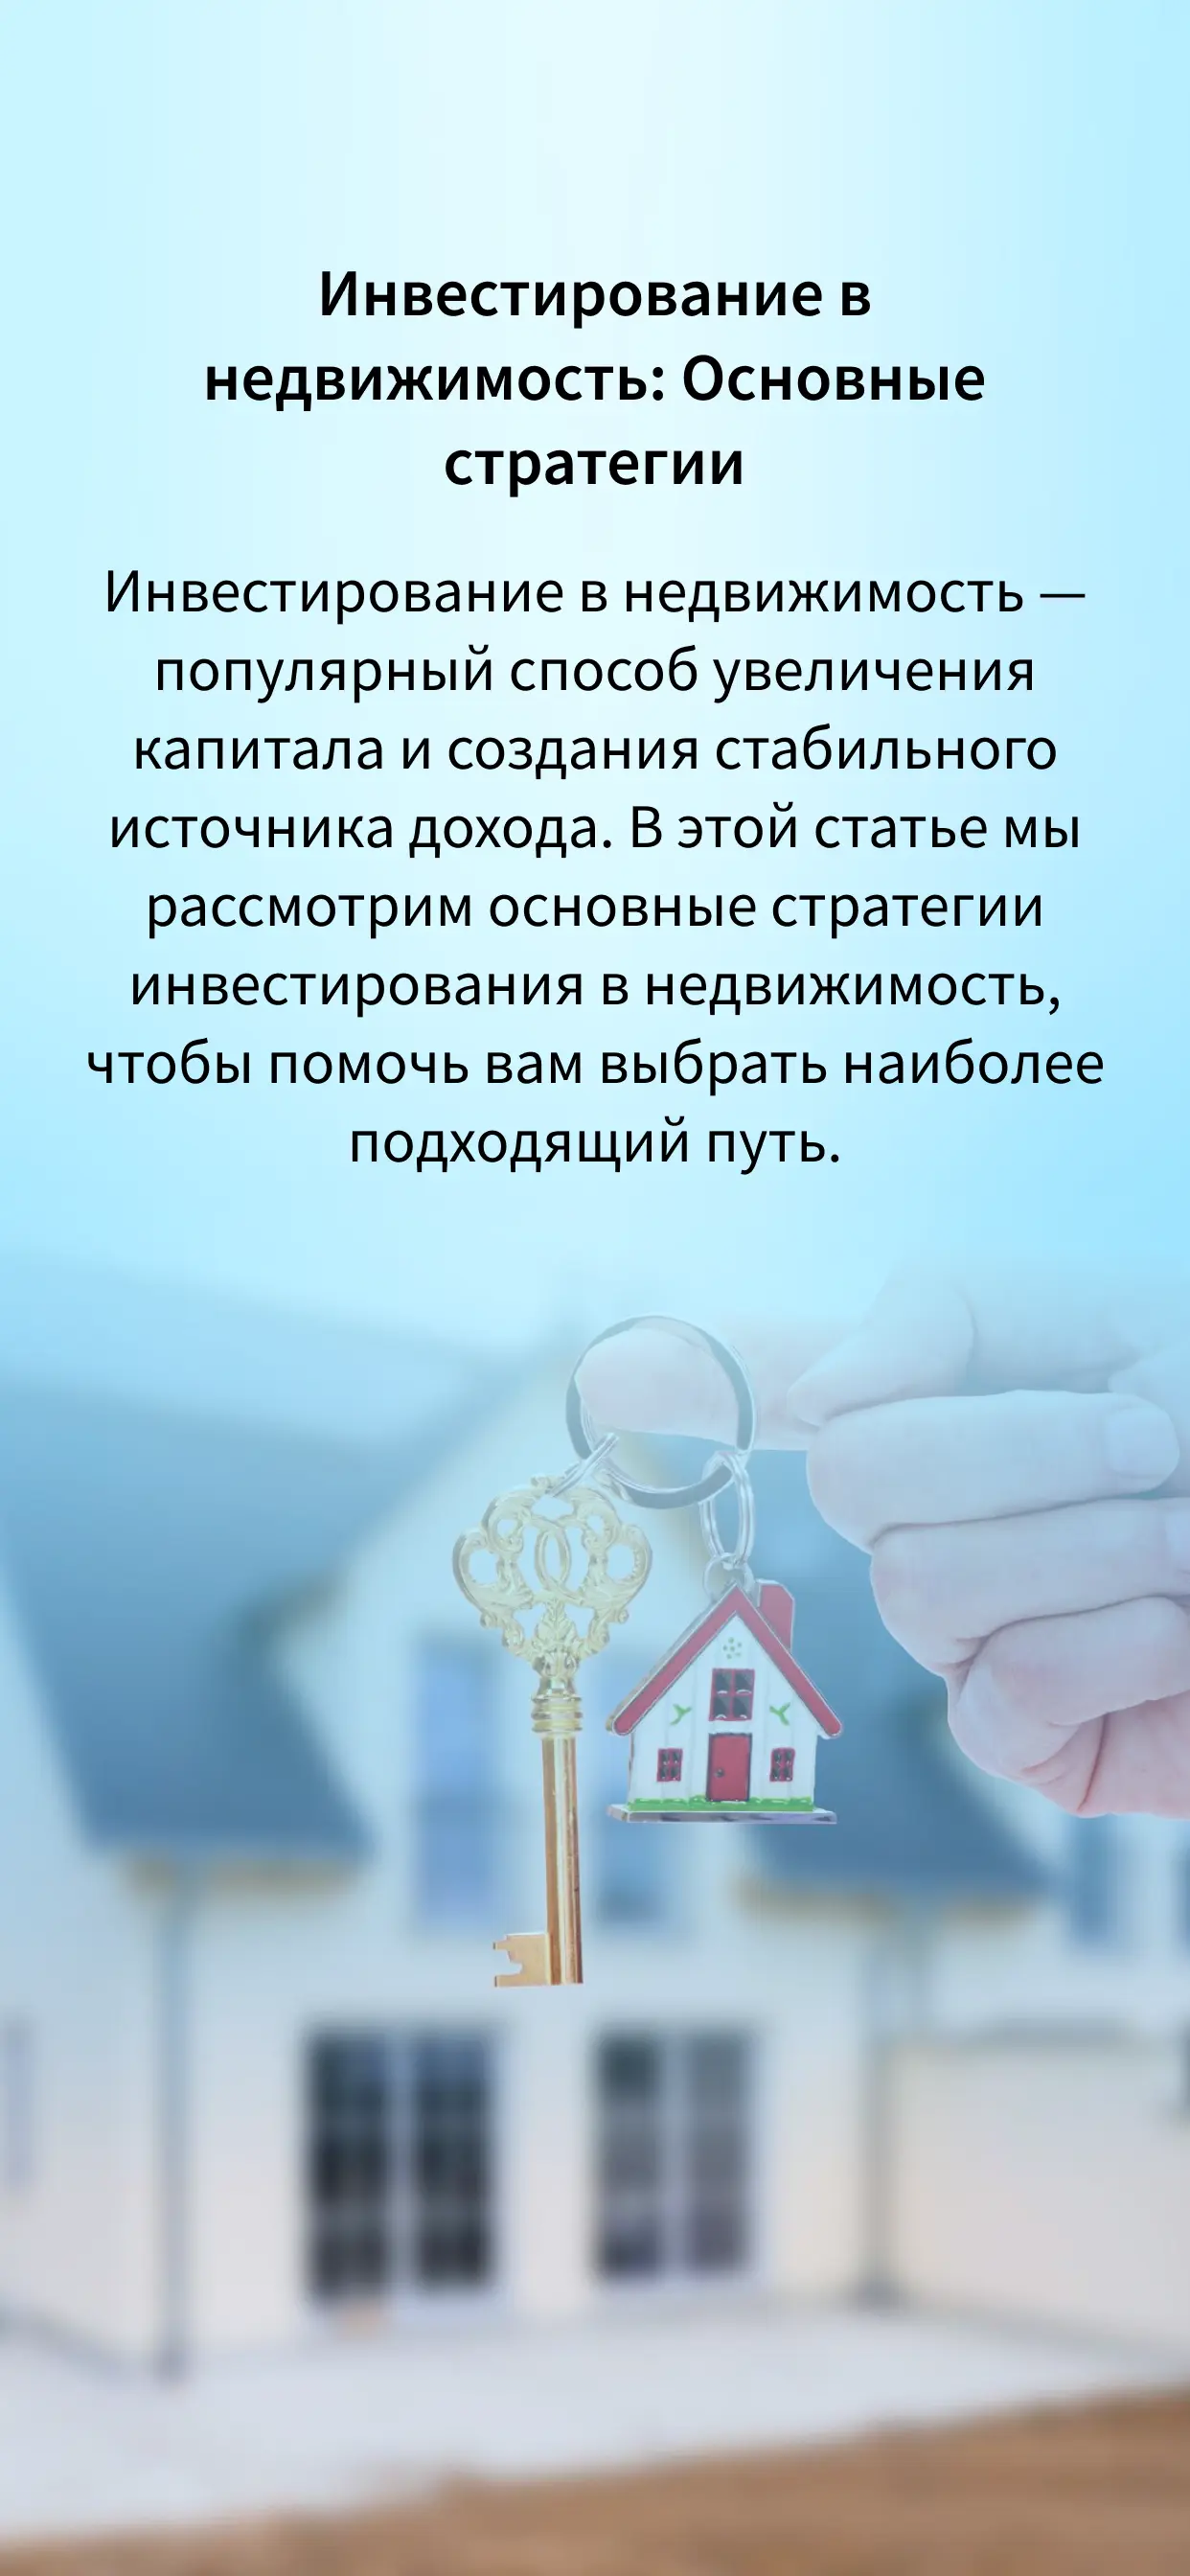 Инвестирование в
недвижимость: Основные
стратегии
Инвестирование в недвижимость —
популярный способ увеличения
капитала и создания стабильного
источника дохода. В этой статье мы
рассмотрим основные стратегии
инвестирования в недвижимость,
чтобы помочь вам выбрать наиболее
подходящий путь.